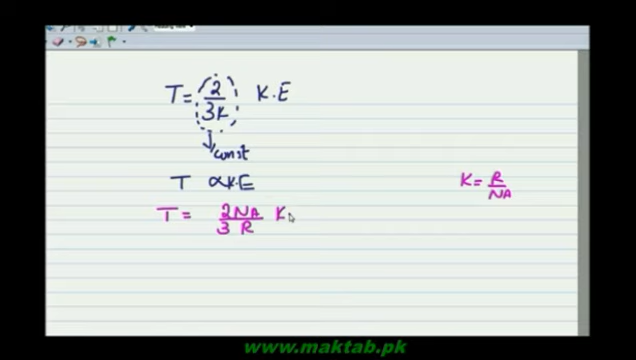 T = 2/3K K.E
const
T ∝ K.E
K = R/NA
T = 2NA/3R K
www.maktab.pk